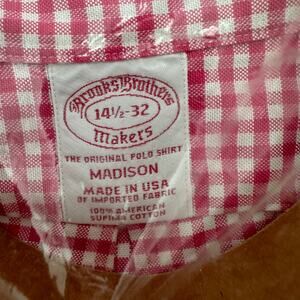 Brooks Brothers
14½-32
Makers
THE ORIGINAL POLO SHIRT
MADISON
MADE IN USA
OF IMPORTED FABRIC
100% AMERICAN
SUPIMA COTTON